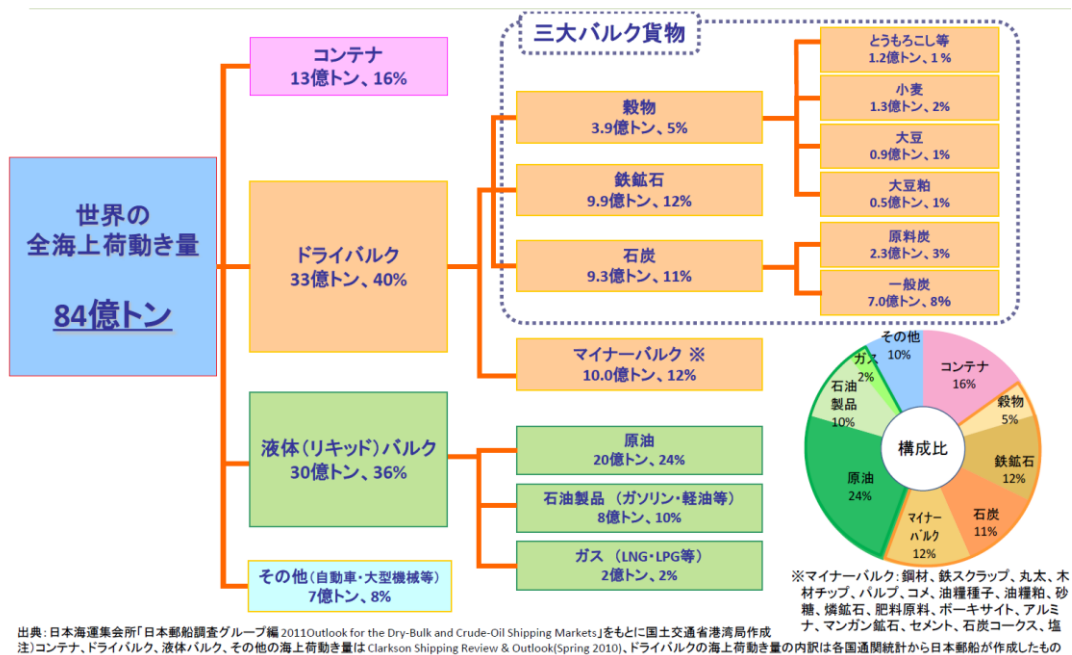 三大バルク貨物
コンテナ
13億トン、16%
とうもろこし等
1.2億トン、1%
小麦
1.3億トン、2%
穀物
3.9億トン、5%
大豆
0.9億トン、1%
大豆粕
0.5億トン、1%
鉄鉱石
9.9億トン、12%
世界の
全海上荷動き量
84億トン
ドライバルク
33億トン、40%
石炭
9.3億トン、11%
原料炭
2.3億トン、3%
一般炭
7.0億トン、8%
マイナーバルク ※
10.0億トン、12%
液体(リキッド)バルク
30億トン、36%
原油
20億トン、24%
石油製品 (ガソリン・軽油等)
8億トン、10%
ガス (LNG・LPG等)
2億トン、2%
その他(自動車・大型機械等)
7億トン、8%
その他
10%
コンテナ
16%
ガス
2%
石油
製品
10%
穀物
5%
構成比
鉄鉱石
12%
原油
24%
石炭
11%
マイナー
バルク
12%
※マイナーバルク:鋼材、鉄スクラップ、丸太、木
材チップ、パルプ、コメ、油糧種子、油糧粕、砂
糖、燐鉱石、肥料原料、ボーキサイト、アルミ
ナ、マンガン鉱石、セメント、石炭コークス、塩
出典:日本海運集会所「日本郵船調査グループ編 2011Outlook for the Dry-Bulk and Crude-Oil Shipping Markets」をもとに国土交通省港湾局作成
注)コンテナ、ドライバルク、液体バルク、その他の海上荷動き量は Clarkson Shipping Review & Outlook(Spring 2010)、ドライバルクの海上荷動き量の内訳は各国通関統計から日本郵船が作成したもの